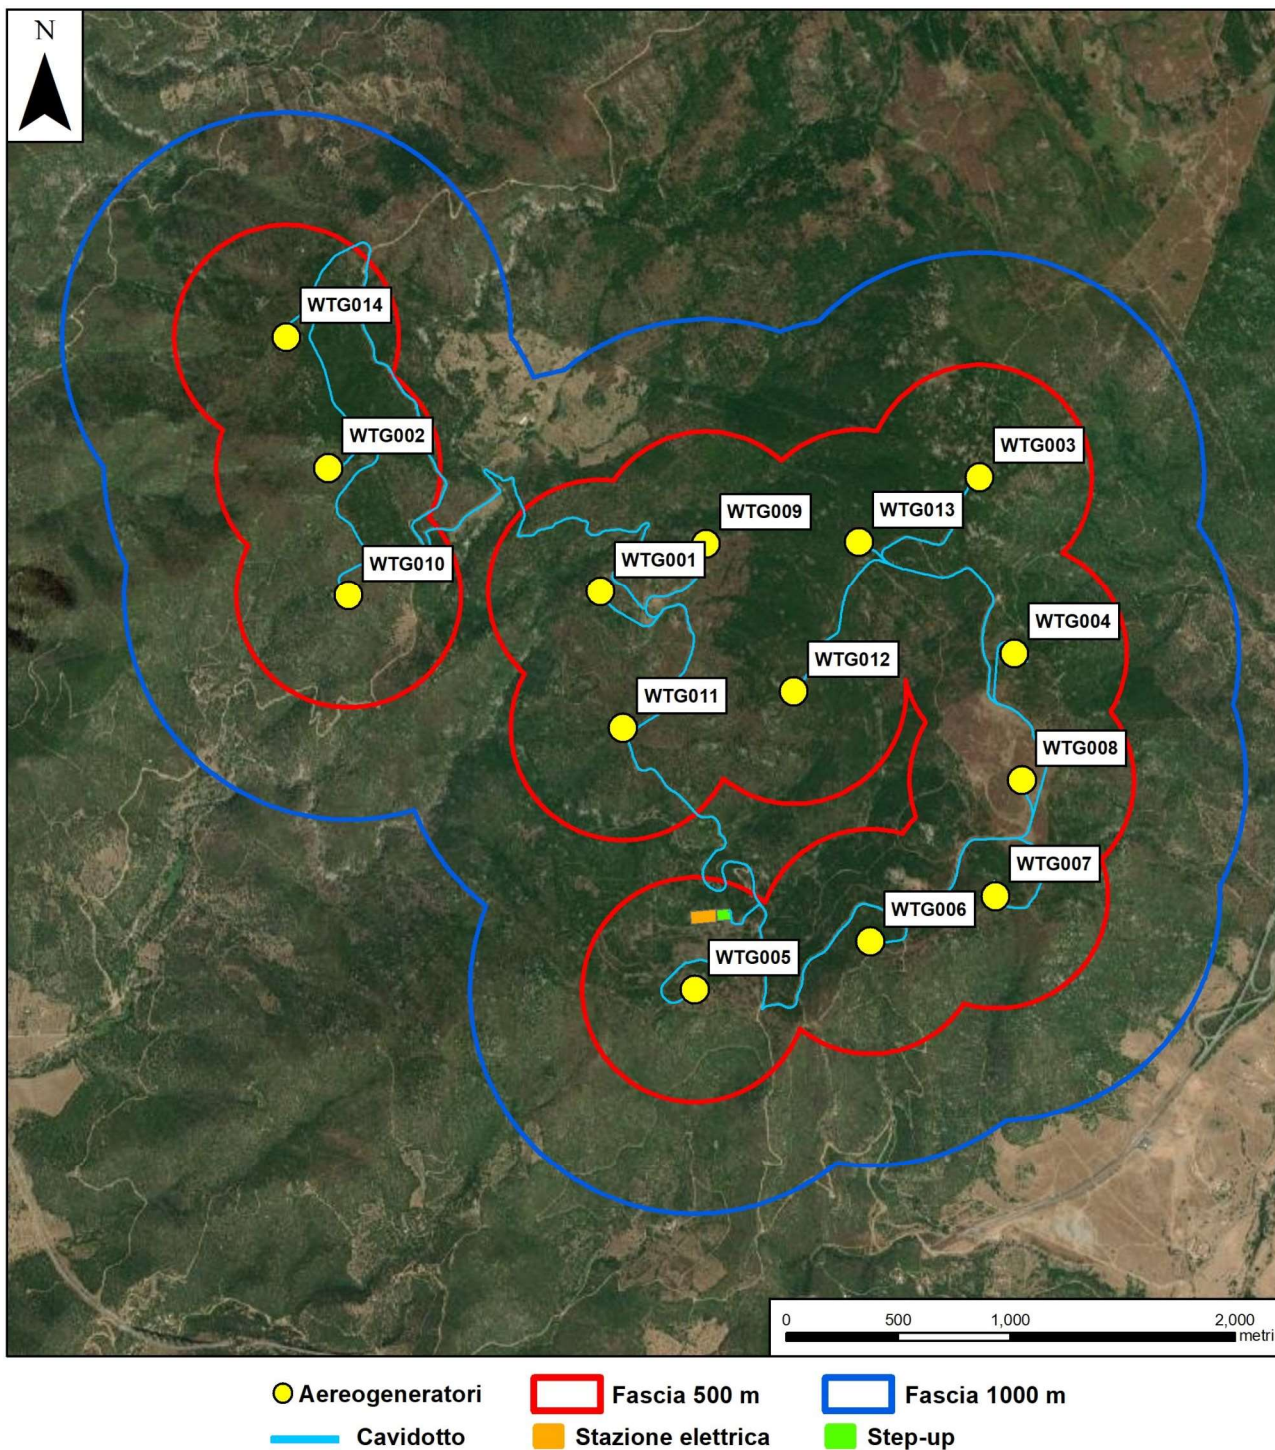 N
WTG014
WTG002
WTG003
WTG009
WTG013
WTG001
WTG010
WTG004
WTG012
WTG011
WTG008
WTG007
WTG006
WTG005
0 500 1,000 2,000
metri
Aereogeneratori Fascia 500 m Fascia 1000 m
Cavidotto Stazione elettrica Step-up